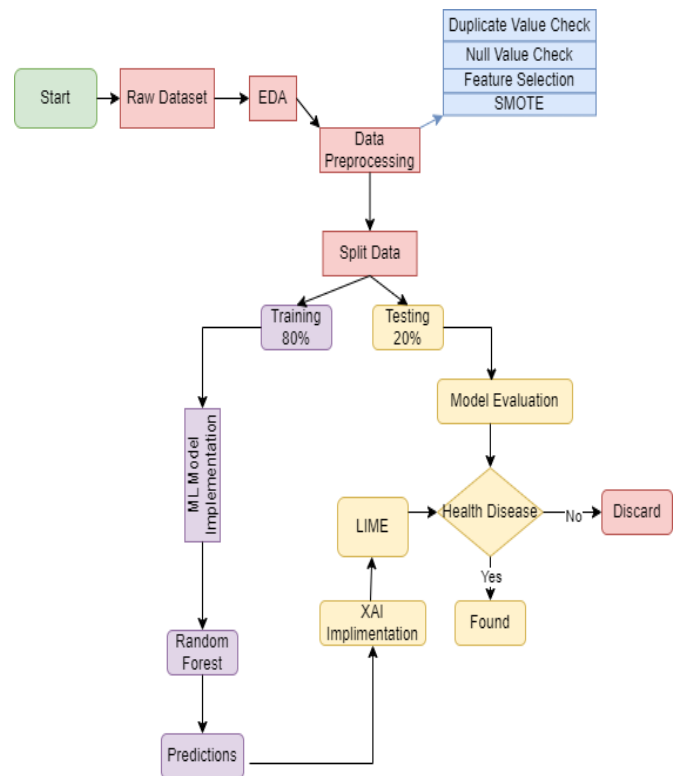 Duplicate Value Check
Null Value Check
Feature Selection
SMOTE
Start
Raw Dataset
EDA
Data
Preprocessing
Split Data
Training
80%
Testing
20%
Model Evaluation
ML Model
Implementation
LIME
Health Disease
No
Discard
Yes
XAI
Implimentation
Found
Random
Forest
Predictions